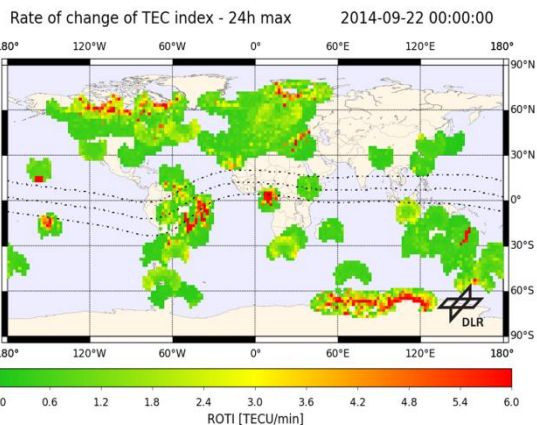 Rate of change of TEC index - 24h max 2014-09-22 00:00:00
80° 120°W 60°W 0° 60°E 120°E 180°
90°N
60°N
30°N
0°
30°S
60°S
90°S
DLR
80° 120°W 60°W 0° 60°E 120°E 180°
0 0.6 1.2 1.8 2.4 3.0 3.6 4.2 4.8 5.4 6.0
ROTI [TECU/min]